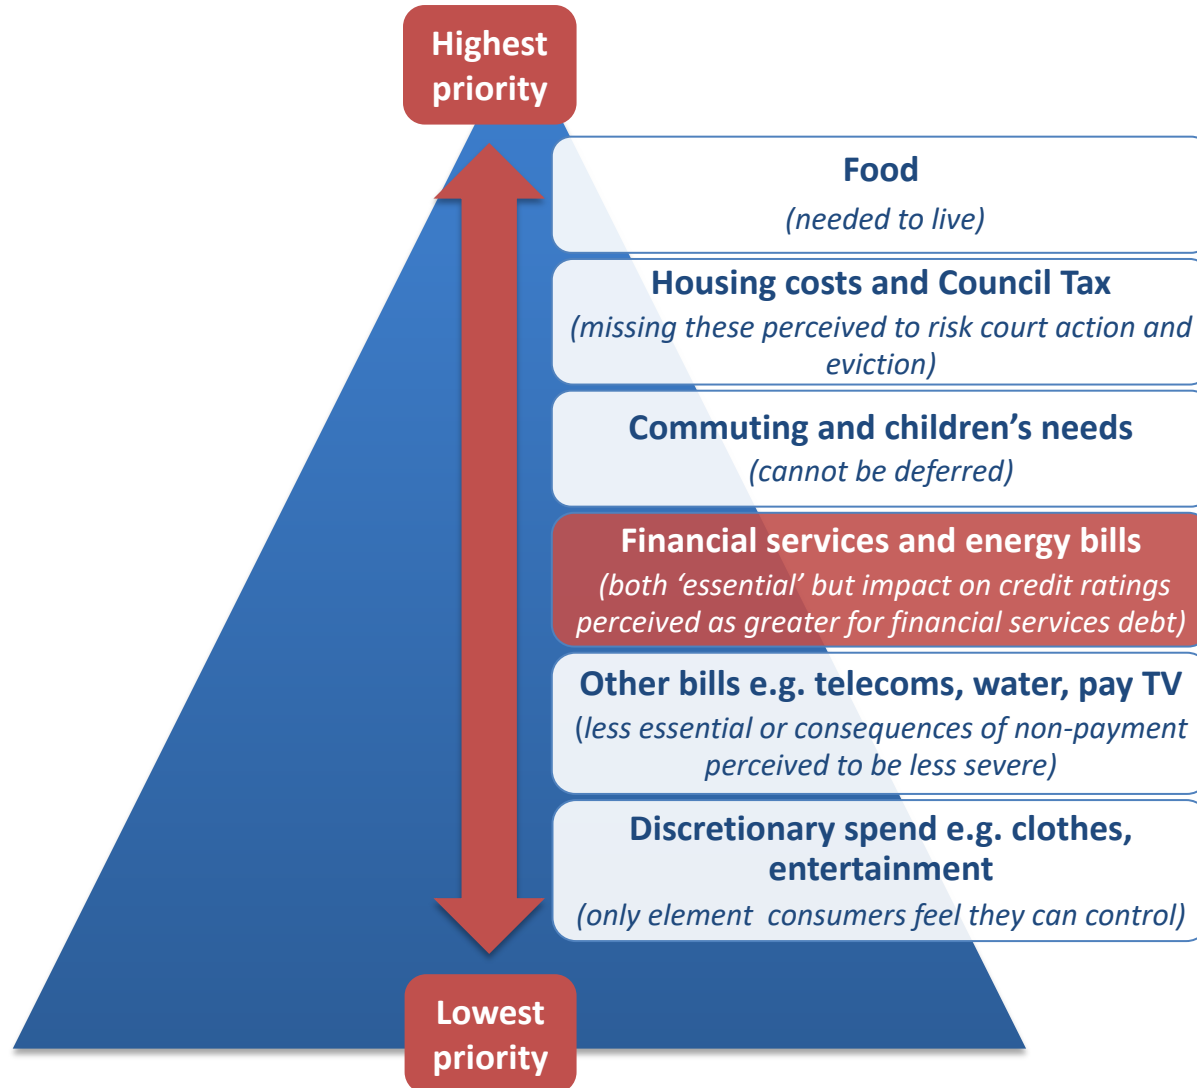 Highest
priority
Food
(needed to live)
Housing costs and Council Tax
(missing these perceived to risk court action and
eviction)
Commuting and children’s needs
(cannot be deferred)
Financial services and energy bills
(both ‘essential’ but impact on credit ratings
perceived as greater for financial services debt)
Other bills e.g. telecoms, water, pay TV
(less essential or consequences of non-payment
perceived to be less severe)
Discretionary spend e.g. clothes,
entertainment
(only element  consumers feel they can control)
Lowest
priority